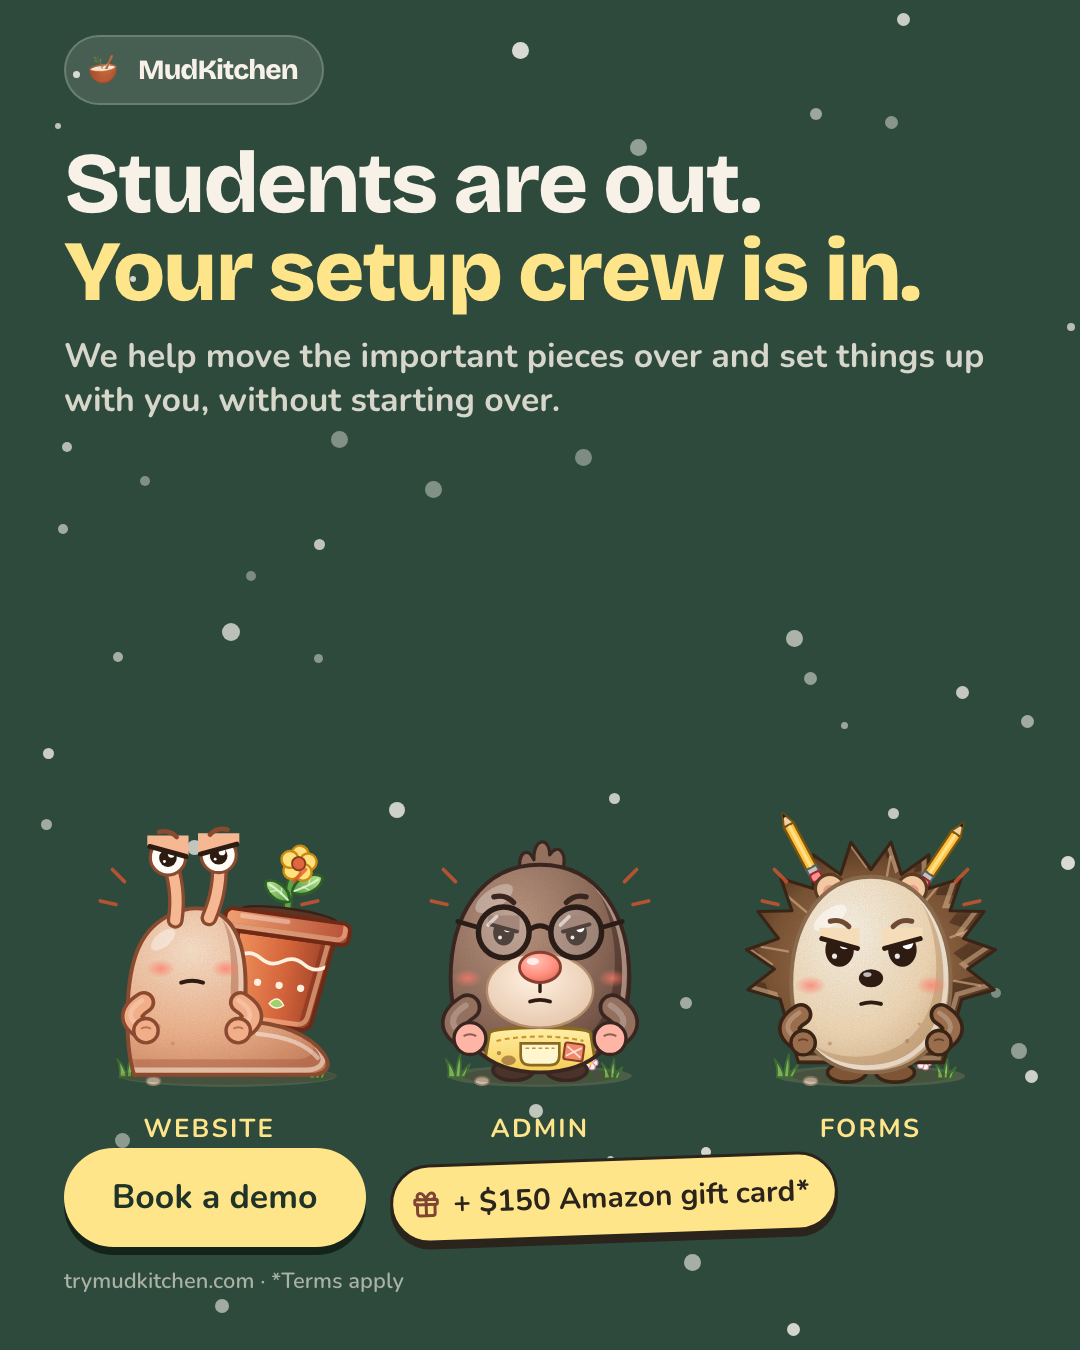 MudKitchen
Students are out.
Your setup crew is in.
We help move the important pieces over and set things up
with you, without starting over.
WEBSITE
ADMIN
FORMS
Book a demo
+ $150 Amazon gift card*
trymudkitchen.com · *Terms apply